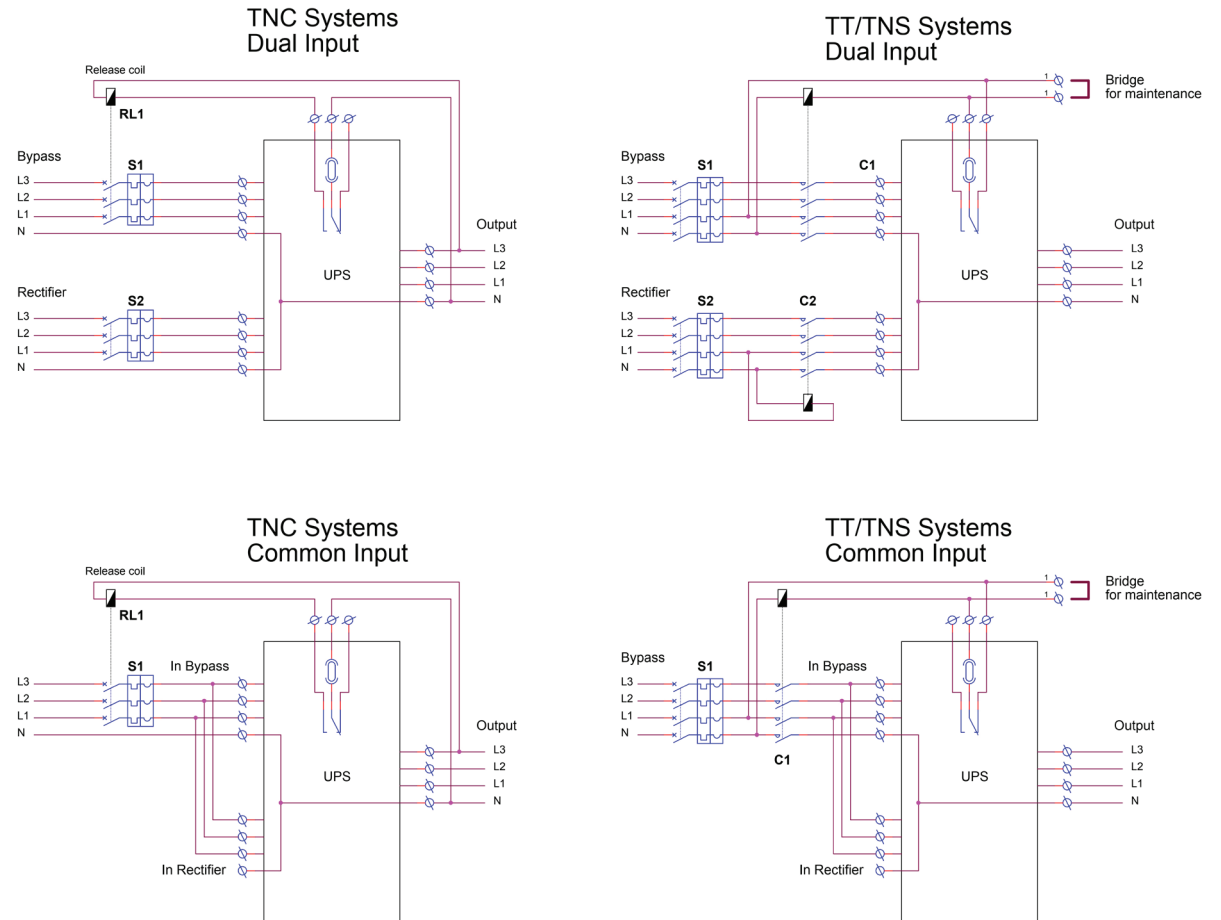 TNC Systems
Dual Input
Release coil
RL1
Bypass
S1
L3
L2
L1
N
Output
L3
L2
L1
N
UPS
Rectifier
S2
L3
L2
L1
N
TT/TNS Systems
Dual Input
1
1
Bridge
for maintenance
Bypass
S1
C1
L3
L2
L1
N
Output
L3
L2
L1
N
UPS
Rectifier
S2
C2
L3
L2
L1
N
TNC Systems
Common Input
Release coil
RL1
S1
In Bypass
L3
L2
L1
N
Output
L3
L2
L1
N
UPS
In Rectifier
TT/TNS Systems
Common Input
1
1
Bridge
for maintenance
Bypass
S1
In Bypass
L3
L2
L1
N
C1
Output
L3
L2
L1
N
UPS
In Rectifier